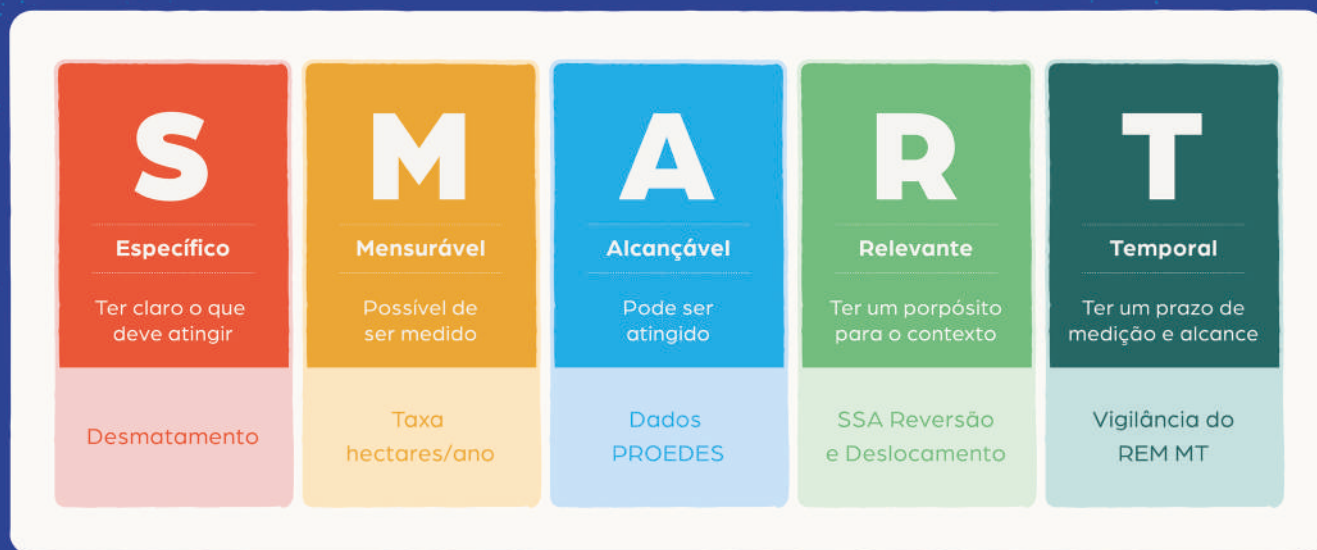 S
Específico
Ter claro o que
deve atingir
Desmatamento
M
Mensurável
Possível de
ser medido
Taxa
hectares/ano
A
Alcançável
Pode ser
atingido
Dados
PROEDES
R
Relevante
Ter um porpósito
para o contexto
SSA Reversão
e Deslocamento
T
Temporal
Ter um prazo de
medição e alcance
Vigilância do
REM MT